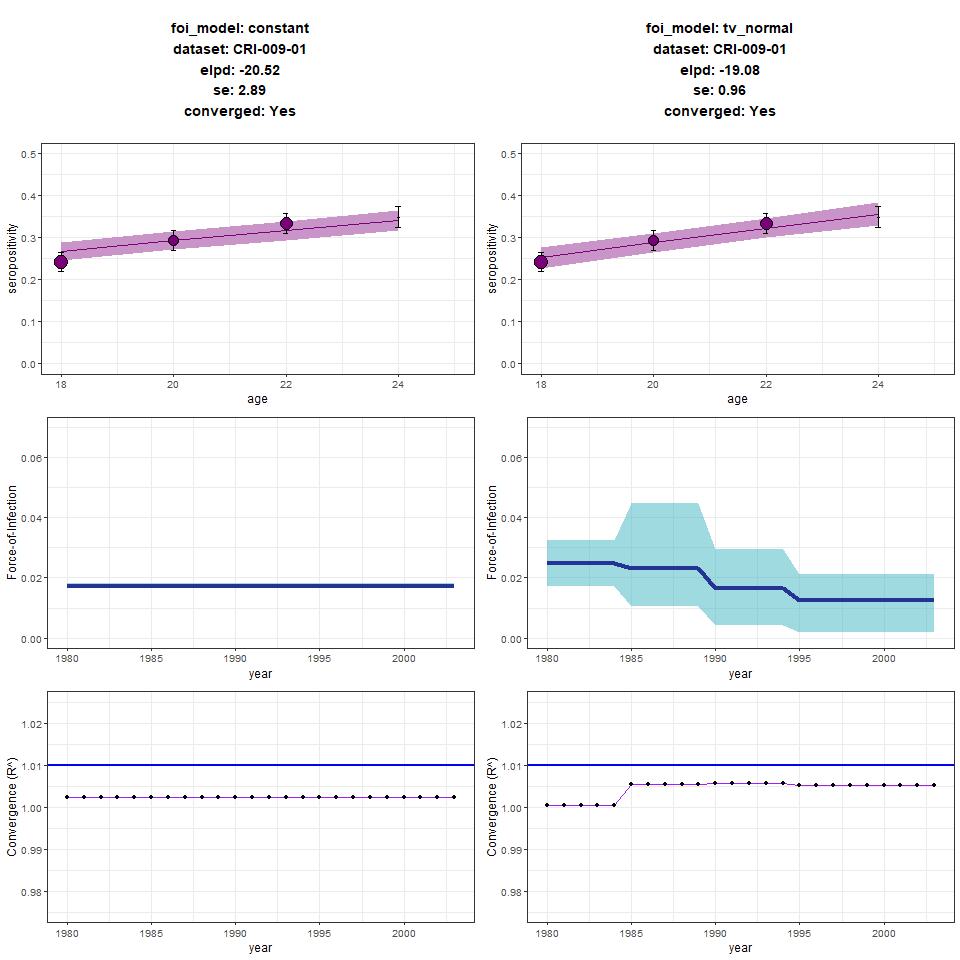 foi_model: constant
dataset: CRI-009-01
elpd: -20.52
se: 2.89
converged: Yes
foi_model: tv_normal
dataset: CRI-009-01
elpd: -19.08
se: 0.96
converged: Yes
seropositivity
0.5
0.4
0.3
0.2
0.1
0.0
18
20
22
24
age
seropositivity
0.5
0.4
0.3
0.2
0.1
0.0
18
20
22
24
age
Force-of-Infection
0.06
0.04
0.02
0.00
1980
1985
1990
1995
2000
year
Force-of-Infection
0.06
0.04
0.02
0.00
1980
1985
1990
1995
2000
year
Convergence (R^)
1.02
1.01
1.00
0.99
0.98
1980
1985
1990
1995
2000
year
Convergence (R^)
1.02
1.01
1.00
0.99
0.98
1980
1985
1990
1995
2000
year